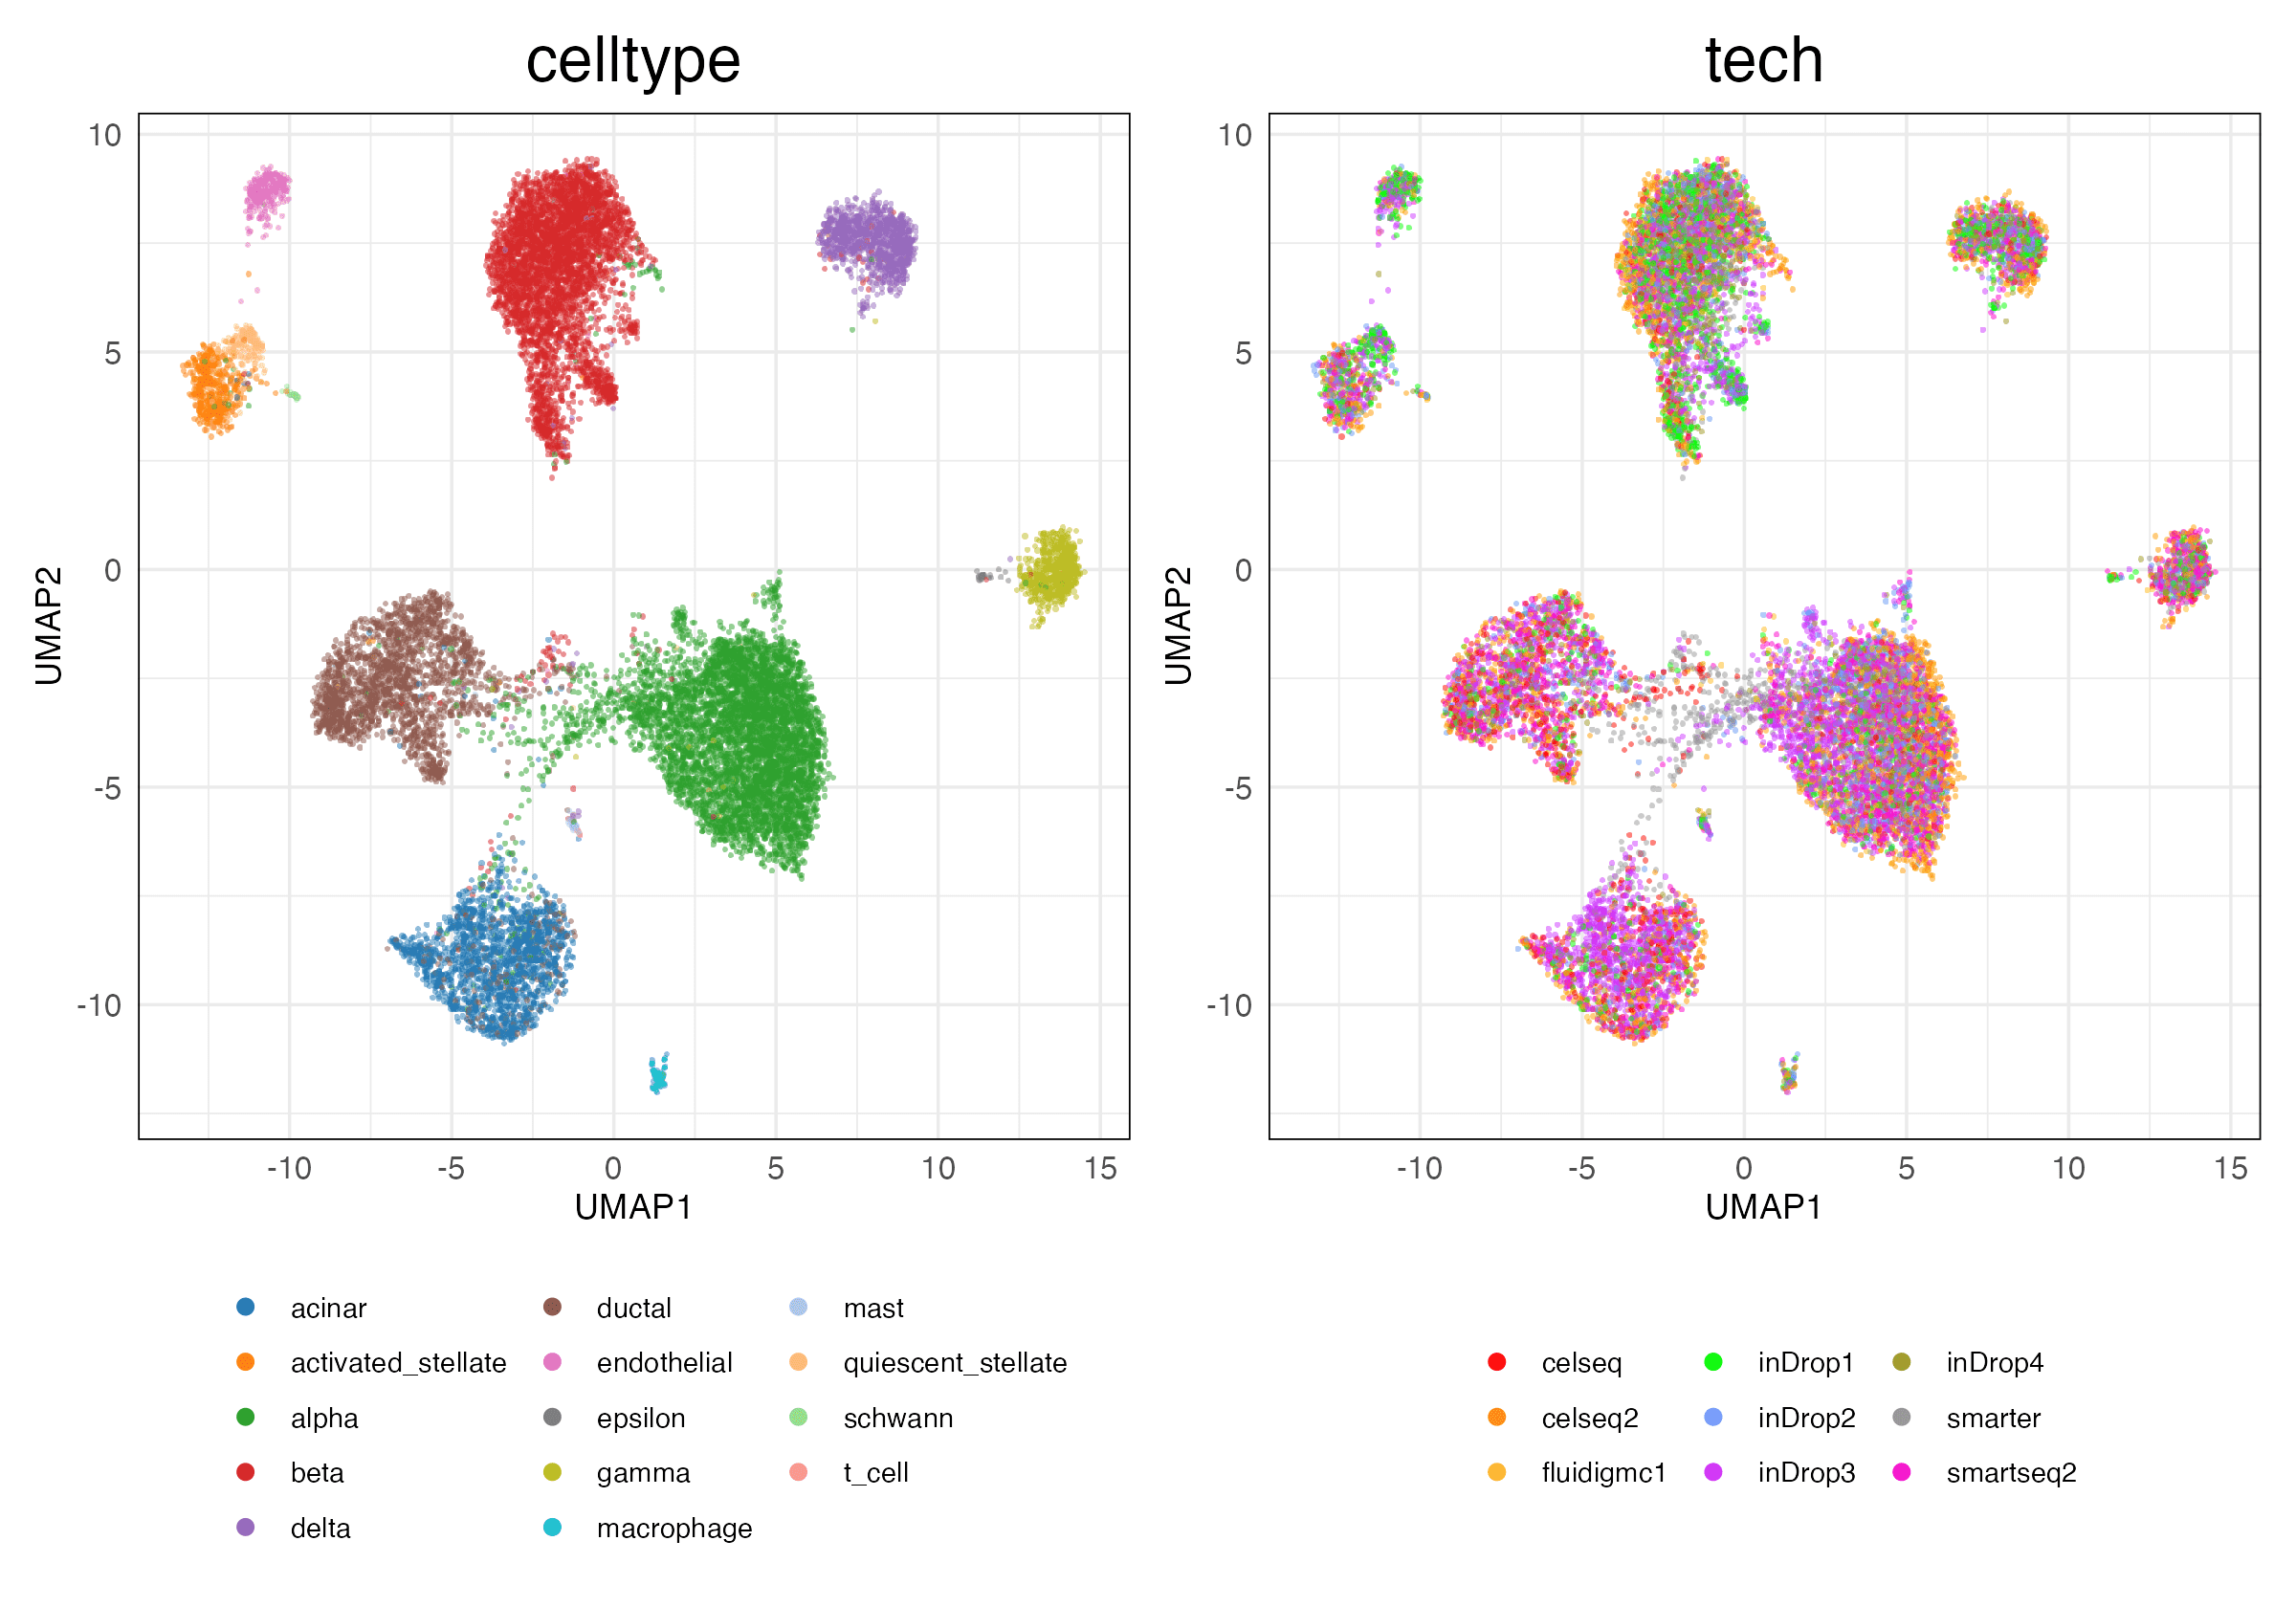 celltype
10
5
0
-5
-10
UMAP2
-10 -5 0 5 10 15
UMAP1
acinar ductal mast
activated_stellate endothelial quiescent_stellate
alpha epsilon schwann
beta gamma t_cell
delta macrophage
tech
10
5
0
-5
-10
UMAP2
-10 -5 0 5 10 15
UMAP1
celseq inDrop1 inDrop4
celseq2 inDrop2 smarter
fluidigmc1 inDrop3 smartseq2